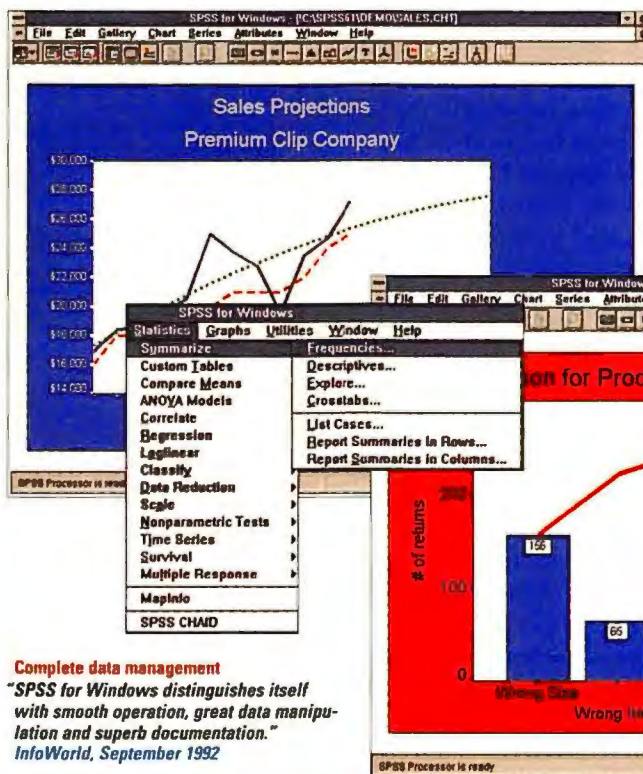 SPSS for Windows - [!C:\SPSS61\DEMO\SALES.CHT]
File Edit Gallery Chart Series Attributes Window Help
Sales Projections
Premium Clip Company
$30,000
$28,000
$26,000
$24,000
$22,000
$20,000
$18,000
$16,000
$14,000
SPSS Processor is ready
SPSS for Window
File Edit Gallery Chart Series Attribut
on for Proc
SPSS for Windows
Statistics Graphs Utilities Window Help
Summarize
Custom Tables
Compare Means
ANOVA Models
Correlate
Regression
Loglinear
Classify
Data Reduction
Scale
Nonparametric Tests
Time Series
Survival
Multiple Response
MapInfo
SPSS CHAID
Frequencies...
Descriptives...
Explore...
Crosstabs...
List Cases...
Report Summaries in Rows...
Report Summaries in Columns...
# of returns
200
100
0
156
65
Wrong Size
Wrong
SPSS Processor is ready
Complete data management
"SPSS for Windows distinguishes itself
with smooth operation, great data manipu-
lation and superb documentation."
InfoWorld, September 1992